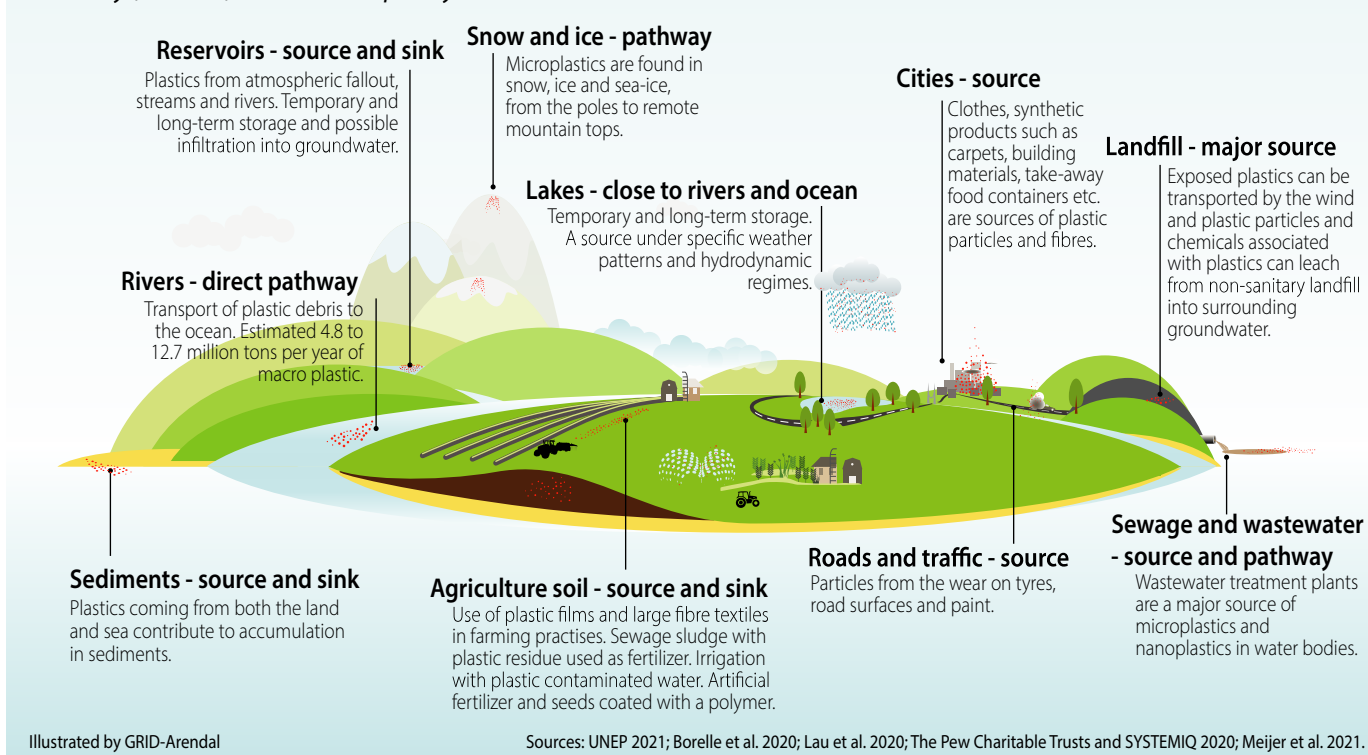 Reservoirs - source and sink
Plastics from atmospheric fallout,
streams and rivers. Temporary and
long-term storage and possible
infiltration into groundwater.
Snow and ice - pathway
Microplastics are found in
snow, ice and sea-ice,
from the poles to remote
mountain tops.
Cities - source
Clothes, synthetic
products such as
carpets, building
materials, take-away
food containers etc.
are sources of plastic
particles and fibres.
Landfill - major source
Exposed plastics can be
transported by the wind
and plastic particles and
chemicals associated
with plastics can leach
from non-sanitary landfill
into surrounding
groundwater.
Lakes - close to rivers and ocean
Temporary and long-term storage.
A source under specific weather
patterns and hydrodynamic
regimes.
Rivers - direct pathway
Transport of plastic debris to
the ocean. Estimated 4.8 to
12.7 million tons per year of
macro plastic.
Sediments - source and sink
Plastics coming from both the land
and sea contribute to accumulation
in sediments.
Agriculture soil - source and sink
Use of plastic films and large fibre textiles
in farming practises. Sewage sludge with
plastic residue used as fertilizer. Irrigation
with plastic contaminated water. Artificial
fertilizer and seeds coated with a polymer.
Roads and traffic - source
Particles from the wear on tyres,
road surfaces and paint.
Sewage and wastewater
- source and pathway
Wastewater treatment plants
are a major source of
microplastics and
nanoplastics in water bodies.
Illustrated by GRID-Arendal
Sources: UNEP 2021; Borelle et al. 2020; Lau et al. 2020; The Pew Charitable Trusts and SYSTEMIQ 2020; Meijer et al. 2021.